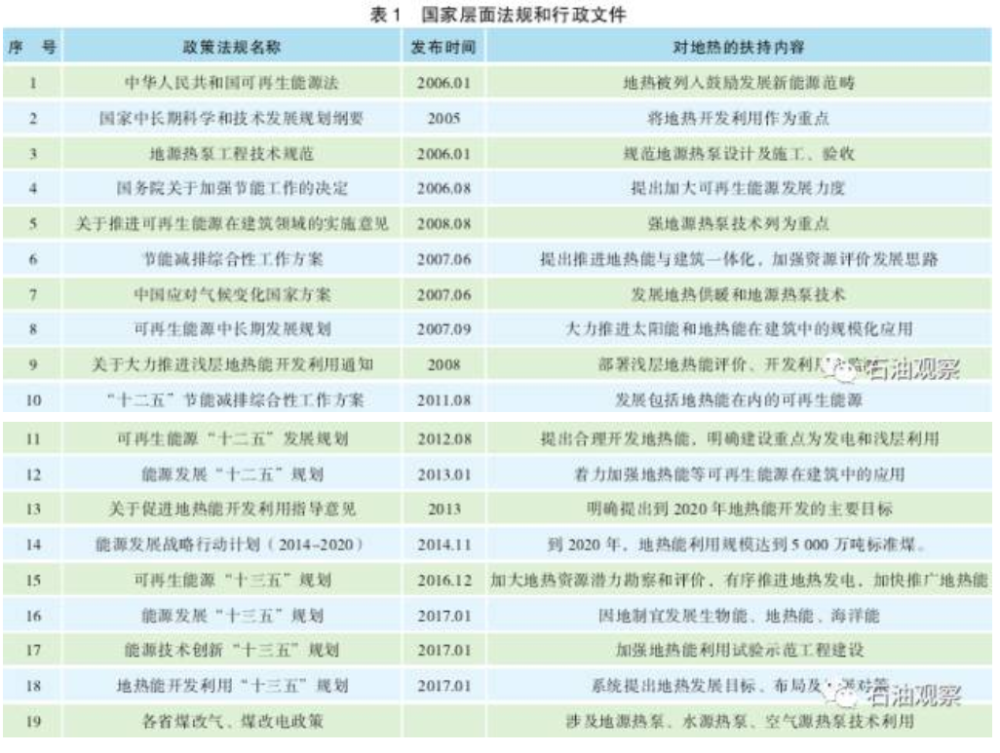 表 1 国家层面法规和行政文件
序 号 政策法规名称 发布时间 对地热的扶持内容
1 中华人民共和国可再生能源法 2006.01 地热被列入鼓励发展新能源范畴
2 国家中长期科学和技术发展规划纲要 2005 将地热开发利用作为重点
3 地源热泵工程技术规范 2006.01 规范地源热泵设计及施工、验收
4 国务院关于加强节能工作的决定 2006.08 提出加大可再生能源发展力度
5 关于推进可再生能源在建筑领域的实施意见 2008.08 强地源热泵技术列为重点
6 节能减排综合性工作方案 2007.06 提出推进地热能与建筑一体化，加强资源评价发展思路
7 中国应对气候变化国家方案 2007.06 发展地热供暖和地源热泵技术
8 可再生能源中长期发展规划 2007.09 大力推进太阳能和地热能在建筑中的规模化应用
9 关于大力推进浅层地热能开发利用通知 2008 部署浅层地热能评价、开发利
石油观察
10 “十二五”节能减排综合性工作方案 2011.08 发展包括地热能在内的可再生能源
11 可再生能源“十二五”发展规划 2012.08 提出合理开发地热能，明确建设重点为发电和浅层利用
12 能源发展“十二五”规划 2013.01 着力加强地热能等可再生能源在建筑中的应用
13 关于促进地热能开发利用指导意见 2013 明确提出到 2020 年地热能开发的主要目标
14 能源发展战略行动计划（2014-2020） 2014.11 到 2020 年，地热能利用规模达到 5 000 万吨标准煤。
15 可再生能源“十三五”规划 2016.12 加大地热资源潜力勘察和评价，有序推进地热发电，加快推广地热能
16 能源发展“十三五”规划 2017.01 因地制宜发展生物能、地热能、海洋能
17 能源技术创新“十三五”规划 2017.01 加强地热能利用试验示范工程建设
18 地热能开发利用“十三五”规划 2017.01 系统提出地热发展目标、布局及
石油观察
19 各省煤改气、煤改电政策 涉及地源热泵、水源热泵、空气源热泵技术利用